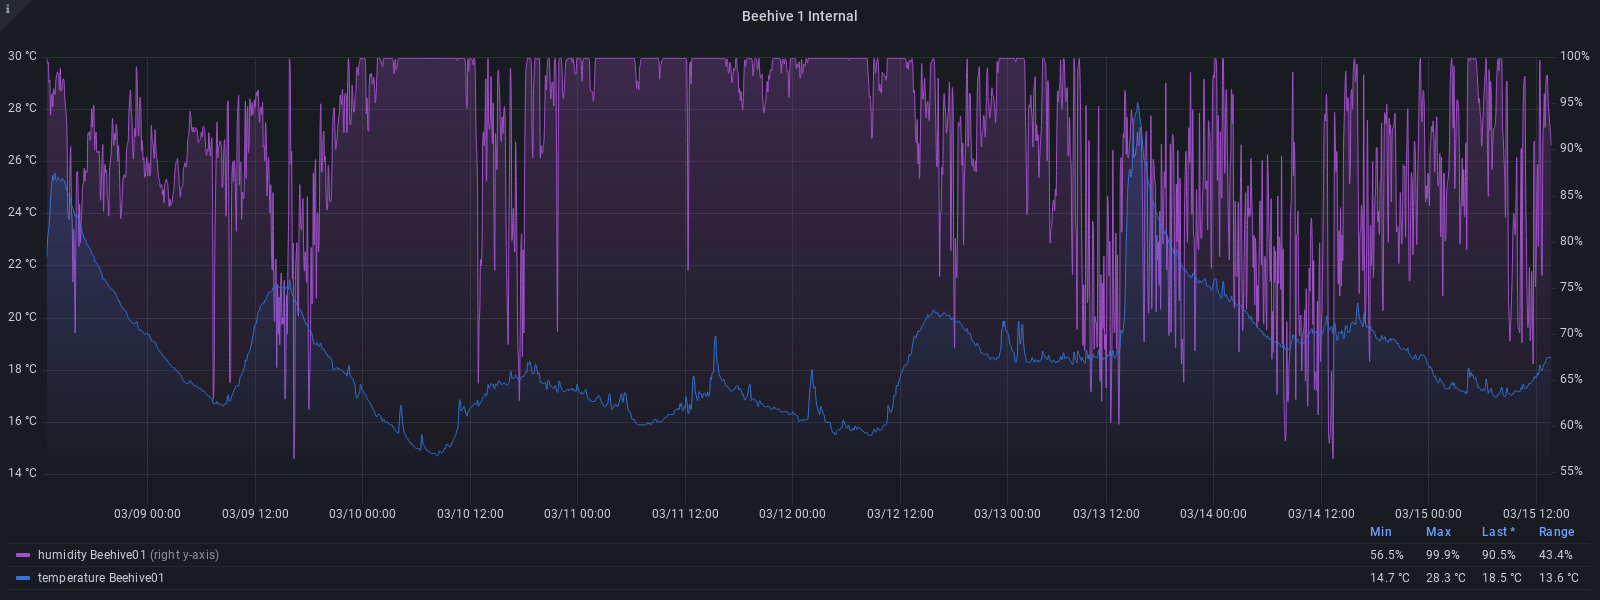 i
Beehive 1 Internal
30 °C 100%
28 °C 95%
26 °C 90%
24 °C 85%
22 °C 80%
20 °C 75%
18 °C 70%
16 °C 65%
14 °C 60%
55%
03/09 00:00 03/09 12:00 03/10 00:00 03/10 12:00 03/11 00:00 03/11 12:00 03/12 00:00 03/12 12:00 03/13 00:00 03/13 12:00 03/14 00:00 03/14 12:00 03/15 00:00 03/15 12:00
Min Max Last * Range
humidity Beehive01 (right y-axis) 56.5% 99.9% 90.5% 43.4%
temperature Beehive01 14.7 °C 28.3 °C 18.5 °C 13.6 °C